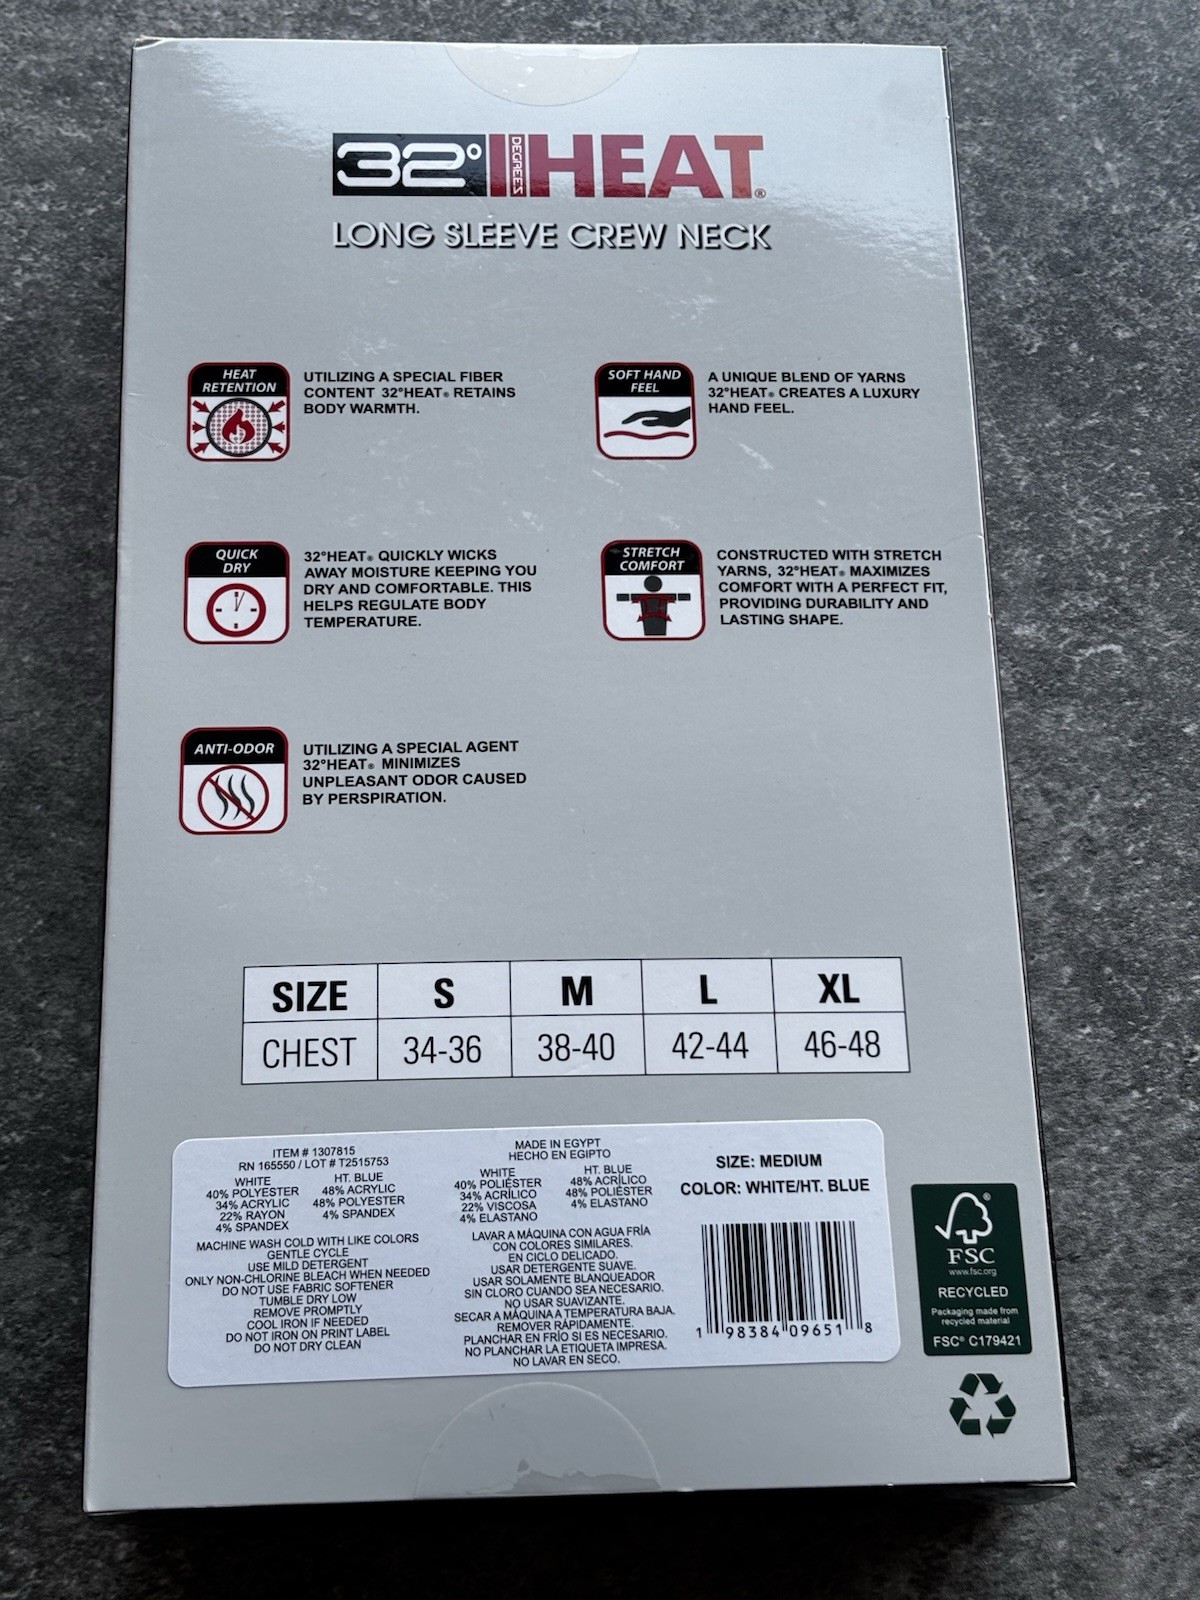 32° DEGREES HEAT®
LONG SLEEVE CREW NECK
HEAT
RETENTION
UTILIZING A SPECIAL FIBER
CONTENT 32°HEAT® RETAINS
BODY WARMTH.
SOFT HAND
FEEL
A UNIQUE BLEND OF YARNS
32°HEAT® CREATES A LUXURY
HAND FEEL.
QUICK
DRY
32°HEAT® QUICKLY WICKS
AWAY MOISTURE KEEPING YOU
DRY AND COMFORTABLE. THIS
HELPS REGULATE BODY
TEMPERATURE.
STRETCH
COMFORT
CONSTRUCTED WITH STRETCH
YARNS, 32°HEAT® MAXIMIZES
COMFORT WITH A PERFECT FIT,
PROVIDING DURABILITY AND
LASTING SHAPE.
ANTI-ODOR
UTILIZING A SPECIAL AGENT
32°HEAT® MINIMIZES
UNPLEASANT ODOR CAUSED
BY PERSPIRATION.
SIZE S M L XL
CHEST 34-36 38-40 42-44 46-48
ITEM # 1307815
RN 165550 / LOT # T2515753
WHITE
40% POLYESTER
34% ACRYLIC
22% RAYON
4% SPANDEX
HT. BLUE
48% ACRYLIC
48% POLYESTER
4% SPANDEX
MACHINE WASH COLD WITH LIKE COLORS
GENTLE CYCLE
USE MILD DETERGENT
ONLY NON-CHLORINE BLEACH WHEN NEEDED
DO NOT USE FABRIC SOFTENER
TUMBLE DRY LOW
REMOVE PROMPTLY
COOL IRON IF NEEDED
DO NOT IRON ON PRINT LABEL
DO NOT DRY CLEAN
MADE IN EGYPT
HECHO EN EGIPTO
WHITE
40% POLIÉSTER
34% ACRÍLICO
22% VISCOSA
4% ELASTANO
HT. BLUE
48% ACRÍLICO
48% POLIÉSTER
4% ELASTANO
LAVAR A MÁQUINA CON AGUA FRÍA
CON COLORES SIMILARES.
EN CICLO DELICADO.
USAR DETERGENTE SUAVE.
USAR SOLAMENTE BLANQUEADOR
SIN CLORO CUANDO SEA NECESARIO.
NO USAR SUAVIZANTE.
SECAR A MÁQUINA A TEMPERATURA BAJA.
REMOVER RÁPIDAMENTE.
PLANCHAR EN FRÍO SI ES NECESARIO.
NO PLANCHAR LA ETIQUETA IMPRESA.
NO LAVAR EN SECO.
SIZE: MEDIUM
COLOR: WHITE/HT. BLUE
1 98384 09651 8
®
FSC
www.fsc.org
RECYCLED
Packaging made from
recycled material
FSC® C179421